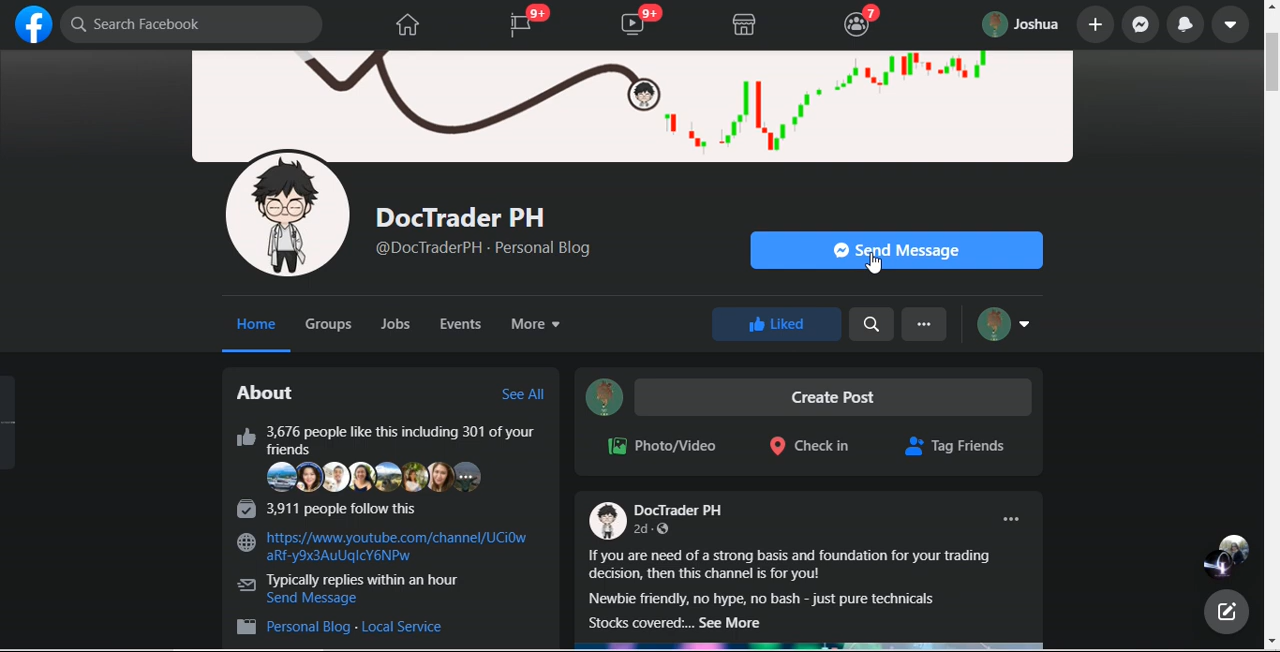 Search Facebook
9+
9+
7
Joshua
DocTrader PH
@DocTraderPH · Personal Blog
Send Message
Home
Groups
Jobs
Events
More
Liked
About
See All
3,676 people like this including 301 of your
friends
3,911 people follow this
https://www.youtube.com/channel/UCi0w
aRf-y9x3AuUqlcY6NPw
Typically replies within an hour
Send Message
Personal Blog · Local Service
Create Post
Photo/Video
Check in
Tag Friends
DocTrader PH
2d ·
If you are need of a strong basis and foundation for your trading
decision, then this channel is for you!
Newbie friendly, no hype, no bash - just pure technicals
Stocks covered:... See More